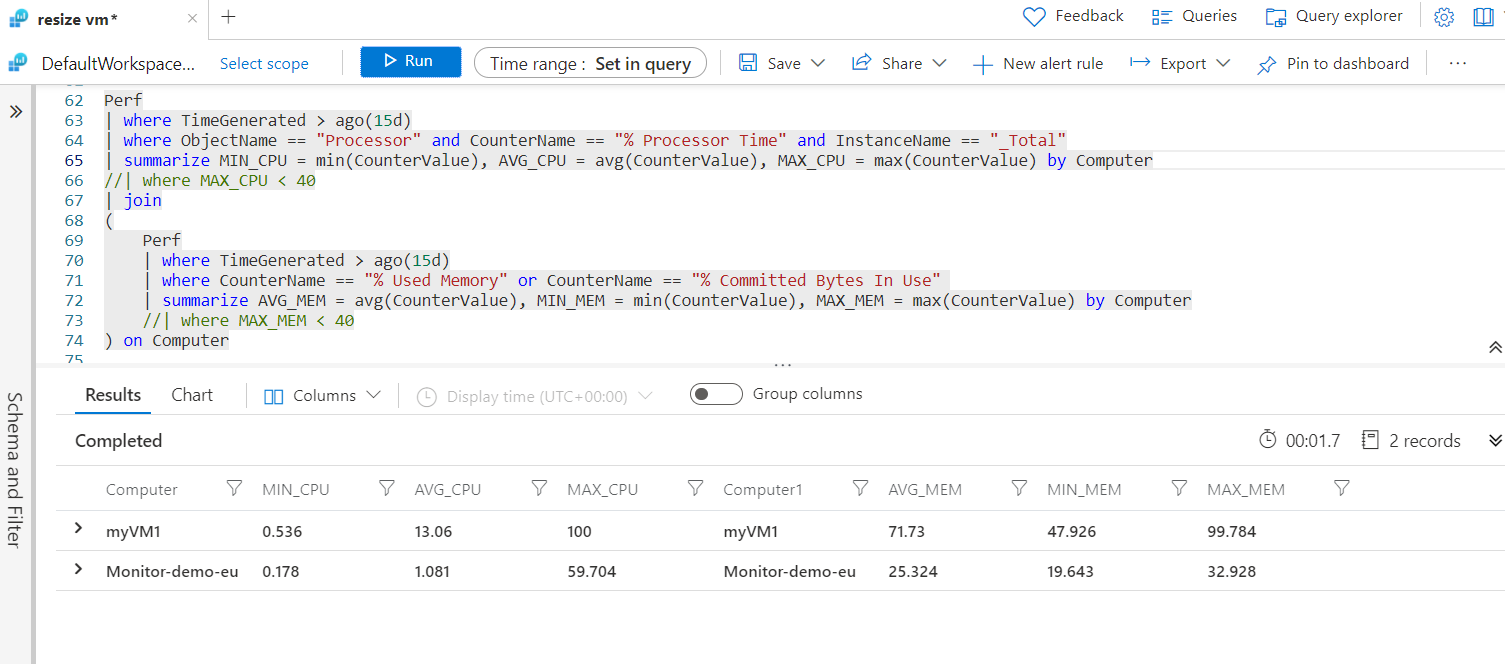 resize vm*
Feedback Queries Query explorer
DefaultWorkspace... Select scope Run Time range : Set in query Save Share New alert rule Export Pin to dashboard ...
62 Perf
63 | where TimeGenerated > ago(15d)
64 | where ObjectName == "Processor" and CounterName == "% Processor Time" and InstanceName == "_Total"
65 | summarize MIN_CPU = min(CounterValue), AVG_CPU = avg(CounterValue), MAX_CPU = max(CounterValue) by Computer
66 //| where MAX_CPU < 40
67 | join
68 (
69 Perf
70 | where TimeGenerated > ago(15d)
71 | where CounterName == "% Used Memory" or CounterName == "% Committed Bytes In Use"
72 | summarize AVG_MEM = avg(CounterValue), MIN_MEM = min(CounterValue), MAX_MEM = max(CounterValue) by Computer
73 //| where MAX_MEM < 40
74 ) on Computer
75
Schema and Filter
Results Chart Columns Display time (UTC+00:00) Group columns
Completed 00:01.7 2 records
Computer MIN_CPU AVG_CPU MAX_CPU Computer1 AVG_MEM MIN_MEM MAX_MEM
myVM1 0.536 13.06 100 myVM1 71.73 47.926 99.784
Monitor-demo-eu 0.178 1.081 59.704 Monitor-demo-eu 25.324 19.643 32.928